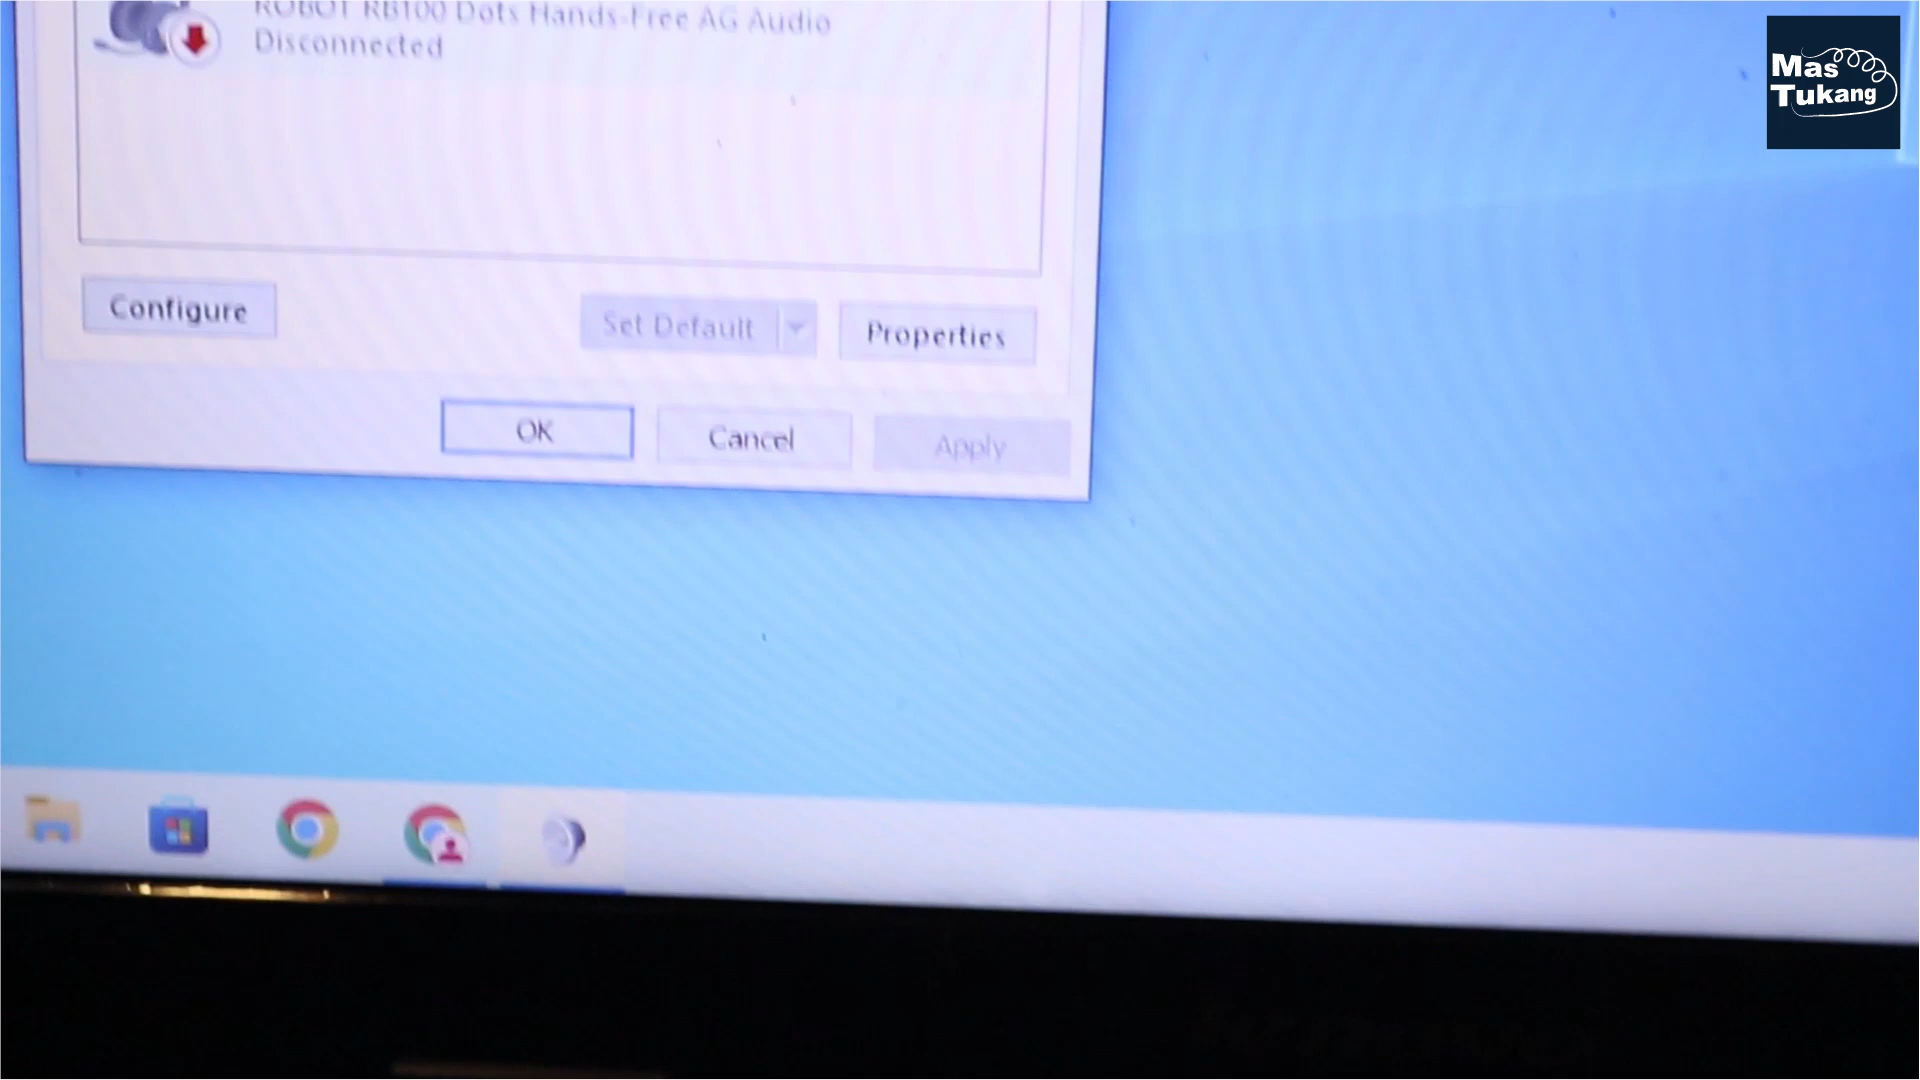 ROBOT RB100 Dots Hands-Free AG Audio
Disconnected
Configure
Set Default
Properties
OK
Cancel
Apply
Mas
Tukang